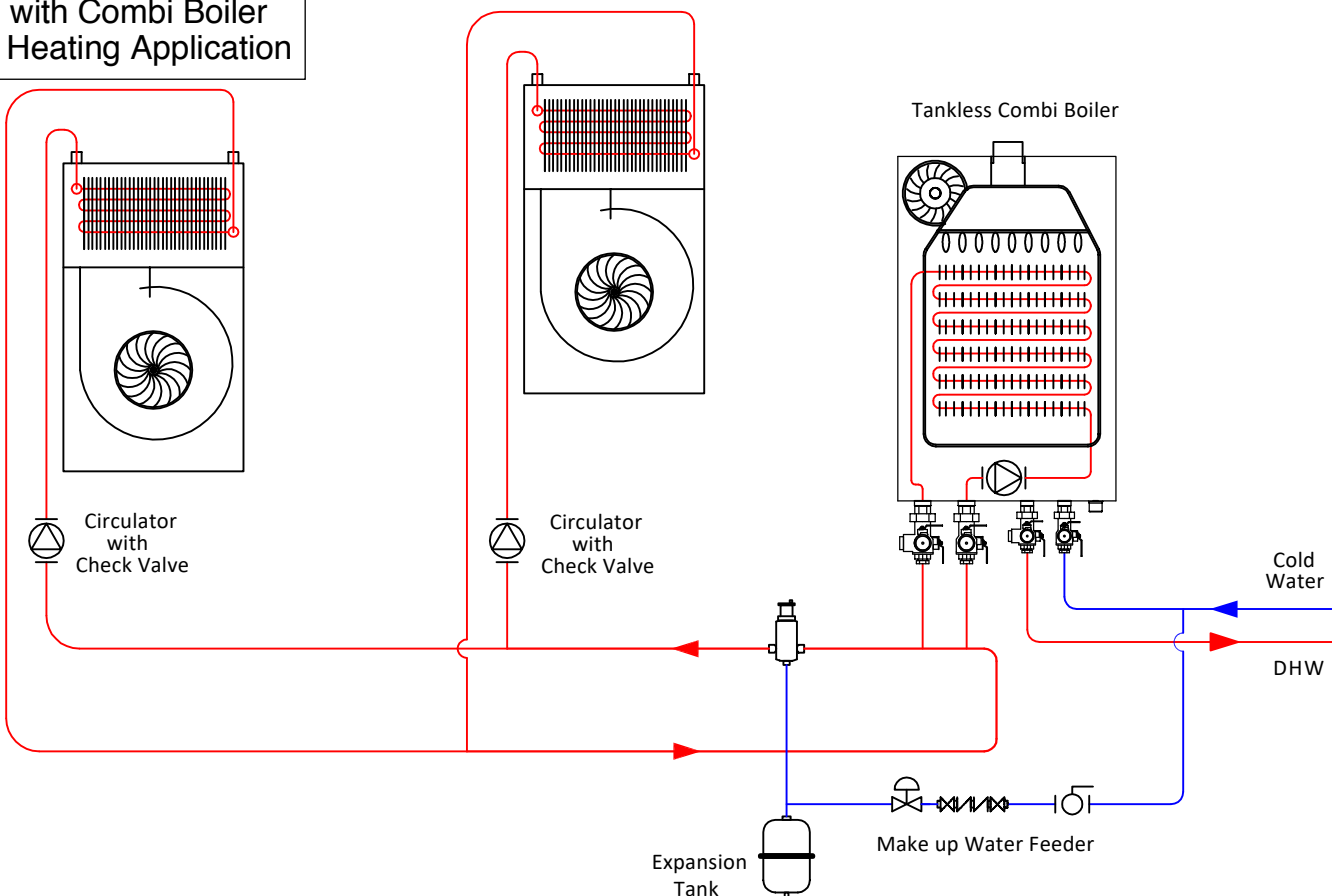 with Combi Boiler
Heating Application
Tankless Combi Boiler
Circulator
with
Check Valve
Circulator
with
Check Valve
Cold
Water
DHW
Make up Water Feeder
Expansion
Tank